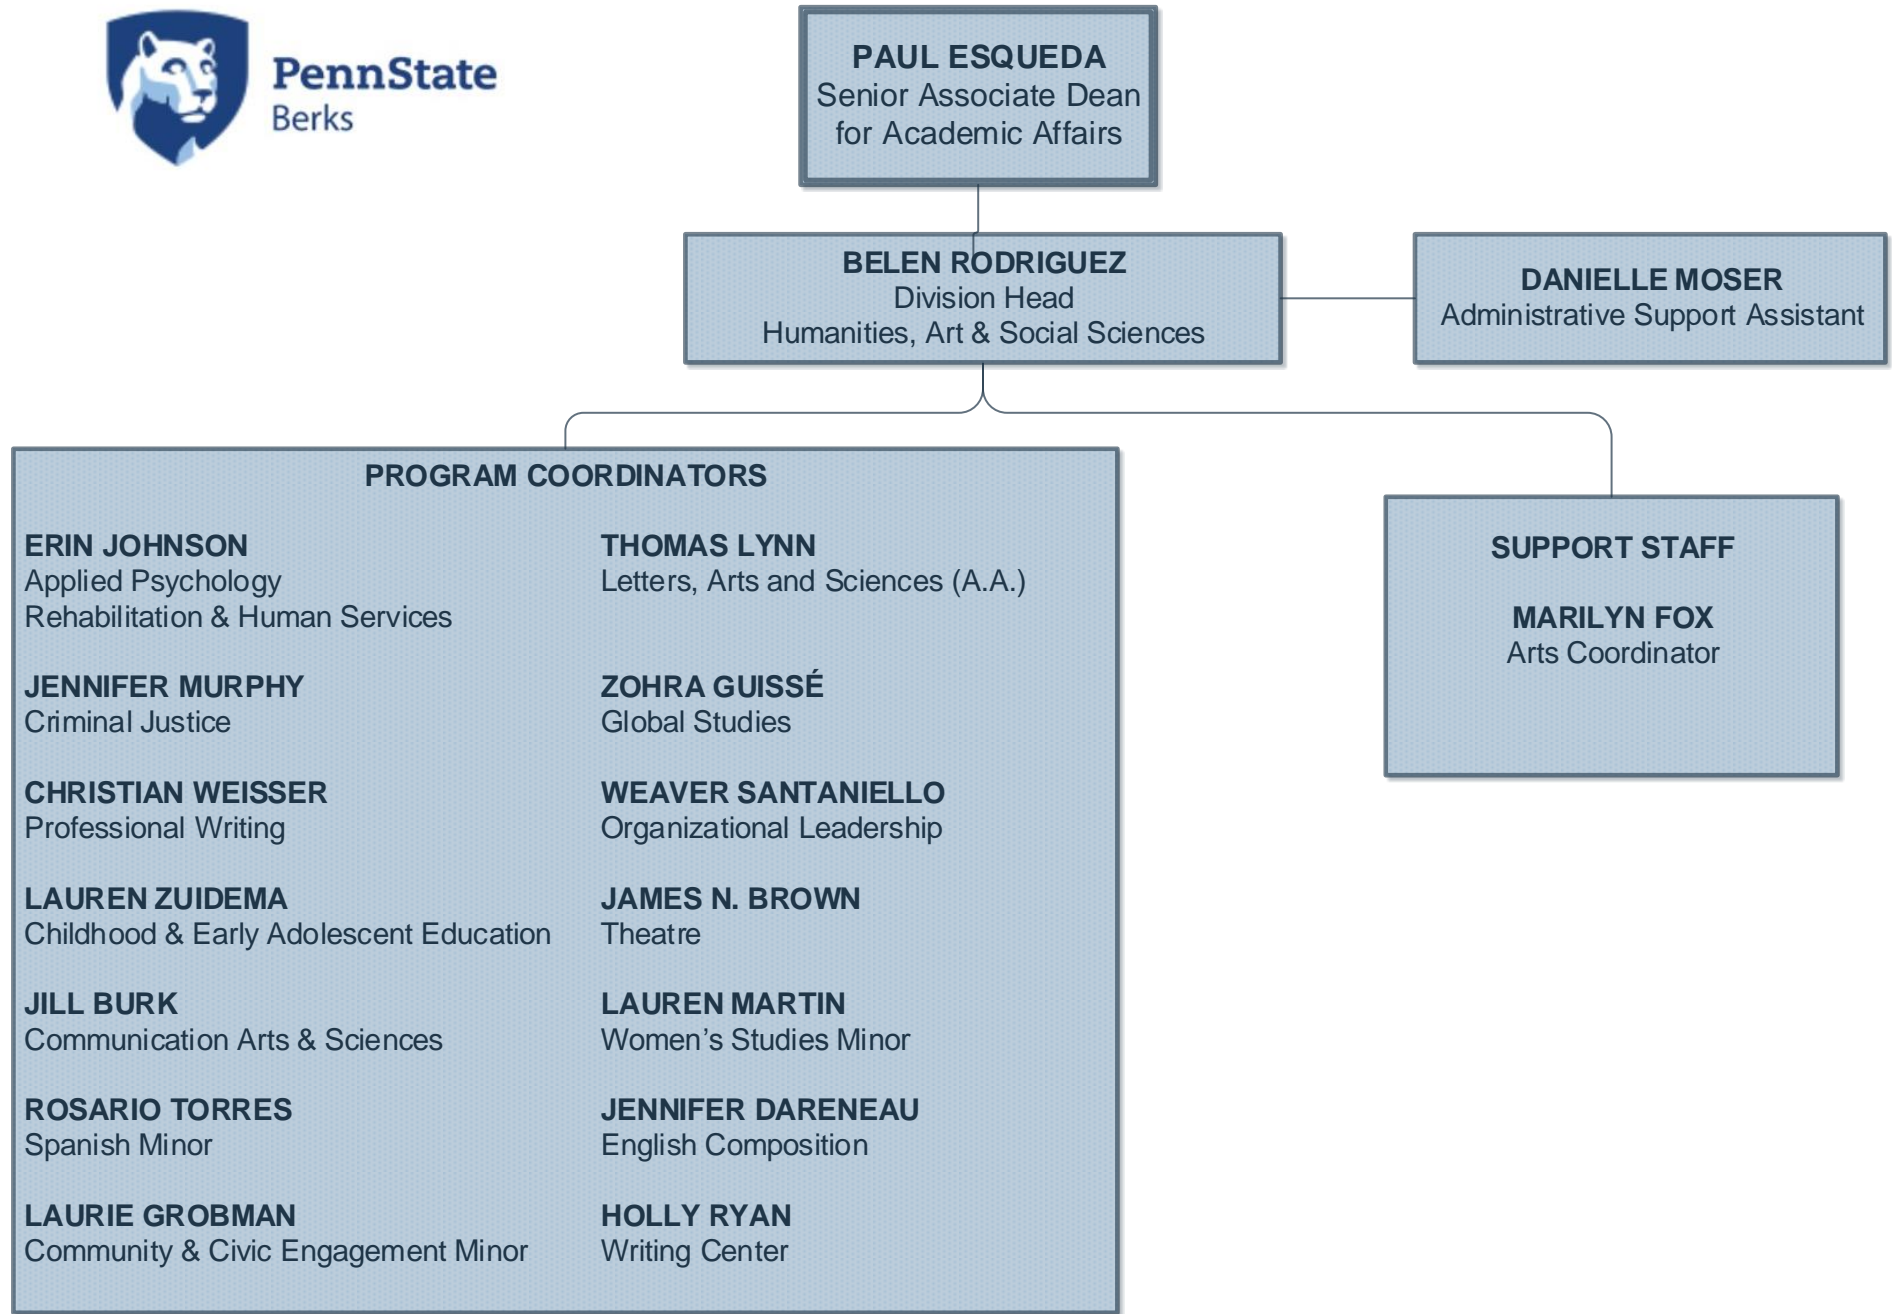 PennState
Berks
PAUL ESQUEDA
Senior Associate Dean
for Academic Affairs
BELEN RODRIGUEZ
Division Head
Humanities, Art & Social Sciences
DANIELLE MOSER
Administrative Support Assistant
PROGRAM COORDINATORS
ERIN JOHNSON
Applied Psychology
Rehabilitation & Human Services
JENNIFER MURPHY
Criminal Justice
CHRISTIAN WEISSER
Professional Writing
LAUREN ZUIDEMA
Childhood & Early Adolescent Education
JILL BURK
Communication Arts & Sciences
ROSARIO TORRES
Spanish Minor
LAURIE GROBMAN
Community & Civic Engagement Minor
THOMAS LYNN
Letters, Arts and Sciences (A.A.)
ZOHRA GUISSÉ
Global Studies
WEAVER SANTANIELLO
Organizational Leadership
JAMES N. BROWN
Theatre
LAUREN MARTIN
Women’s Studies Minor
JENNIFER DARENEAU
English Composition
HOLLY RYAN
Writing Center
SUPPORT STAFF
MARILYN FOX
Arts Coordinator